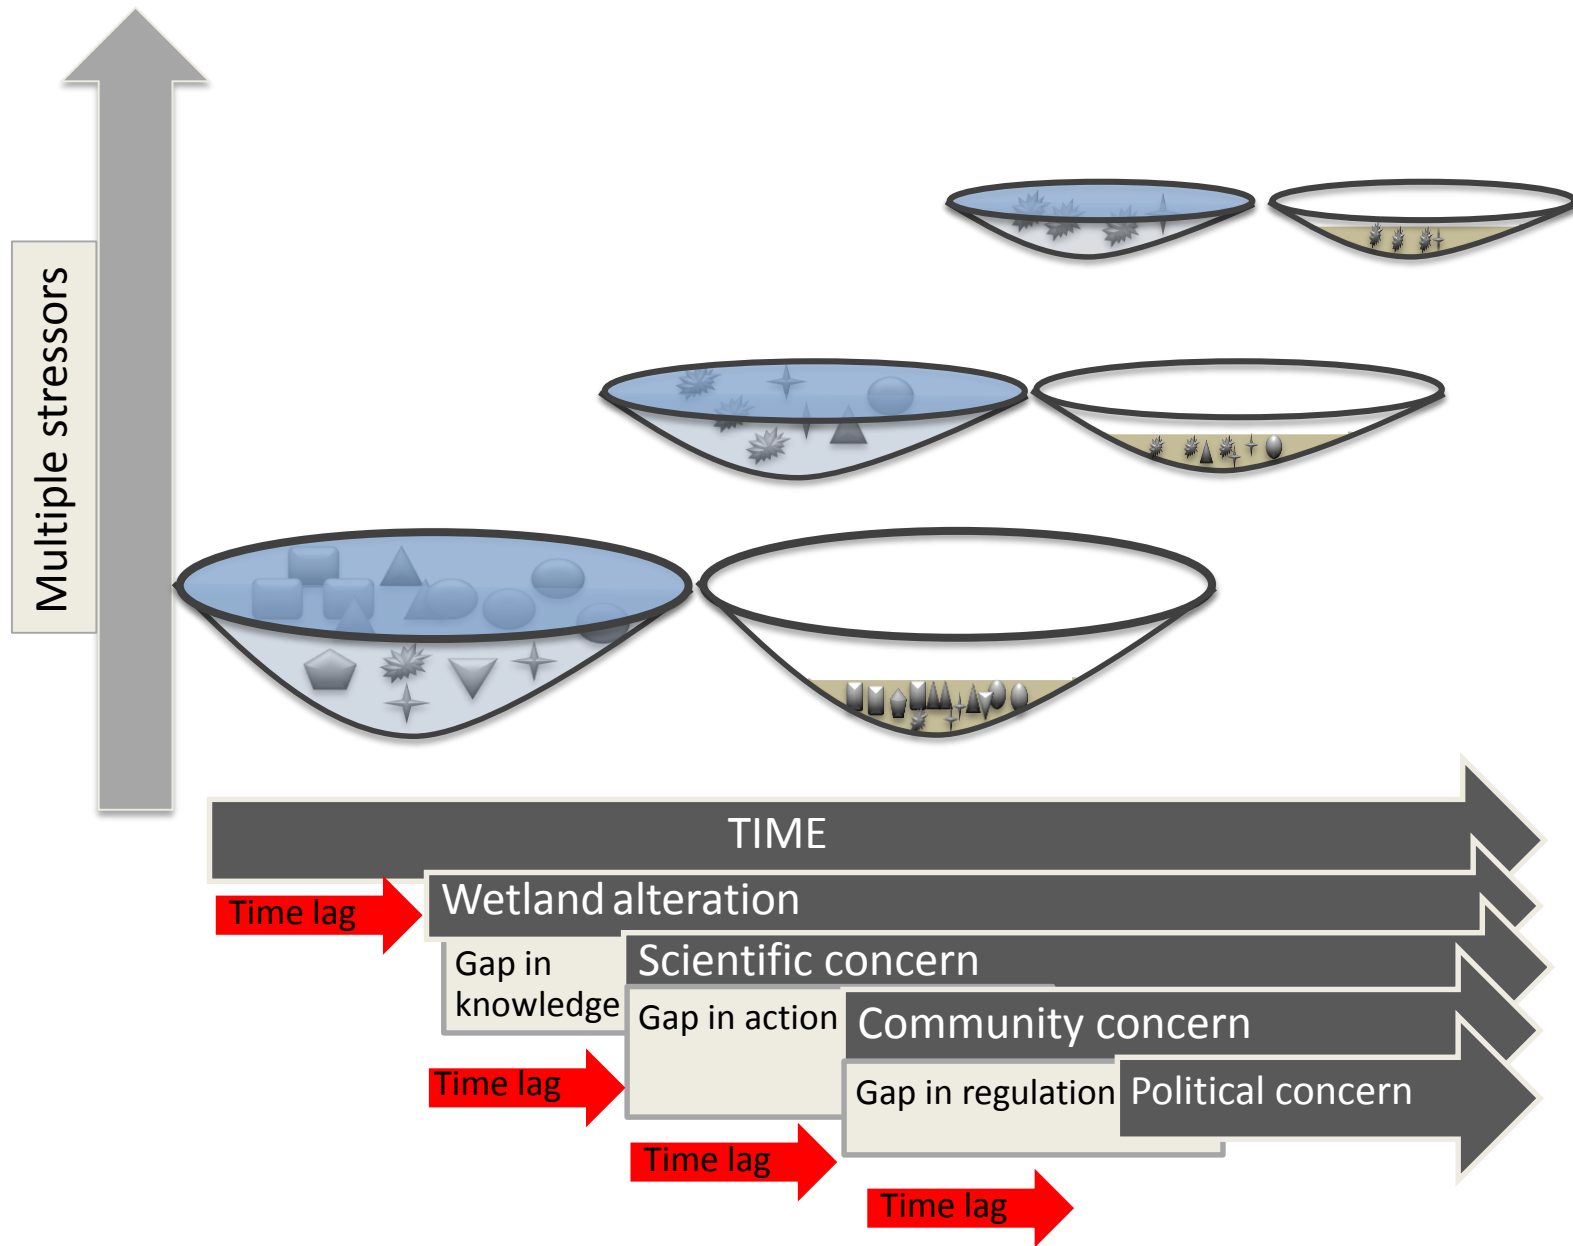 Multiple stressors
TIME
Wetland alteration
Time lag
Scientific concern
Gap in
knowledge
Gap in action
Community concern
Time lag
Gap in regulation
Political concern
Time lag
Time lag